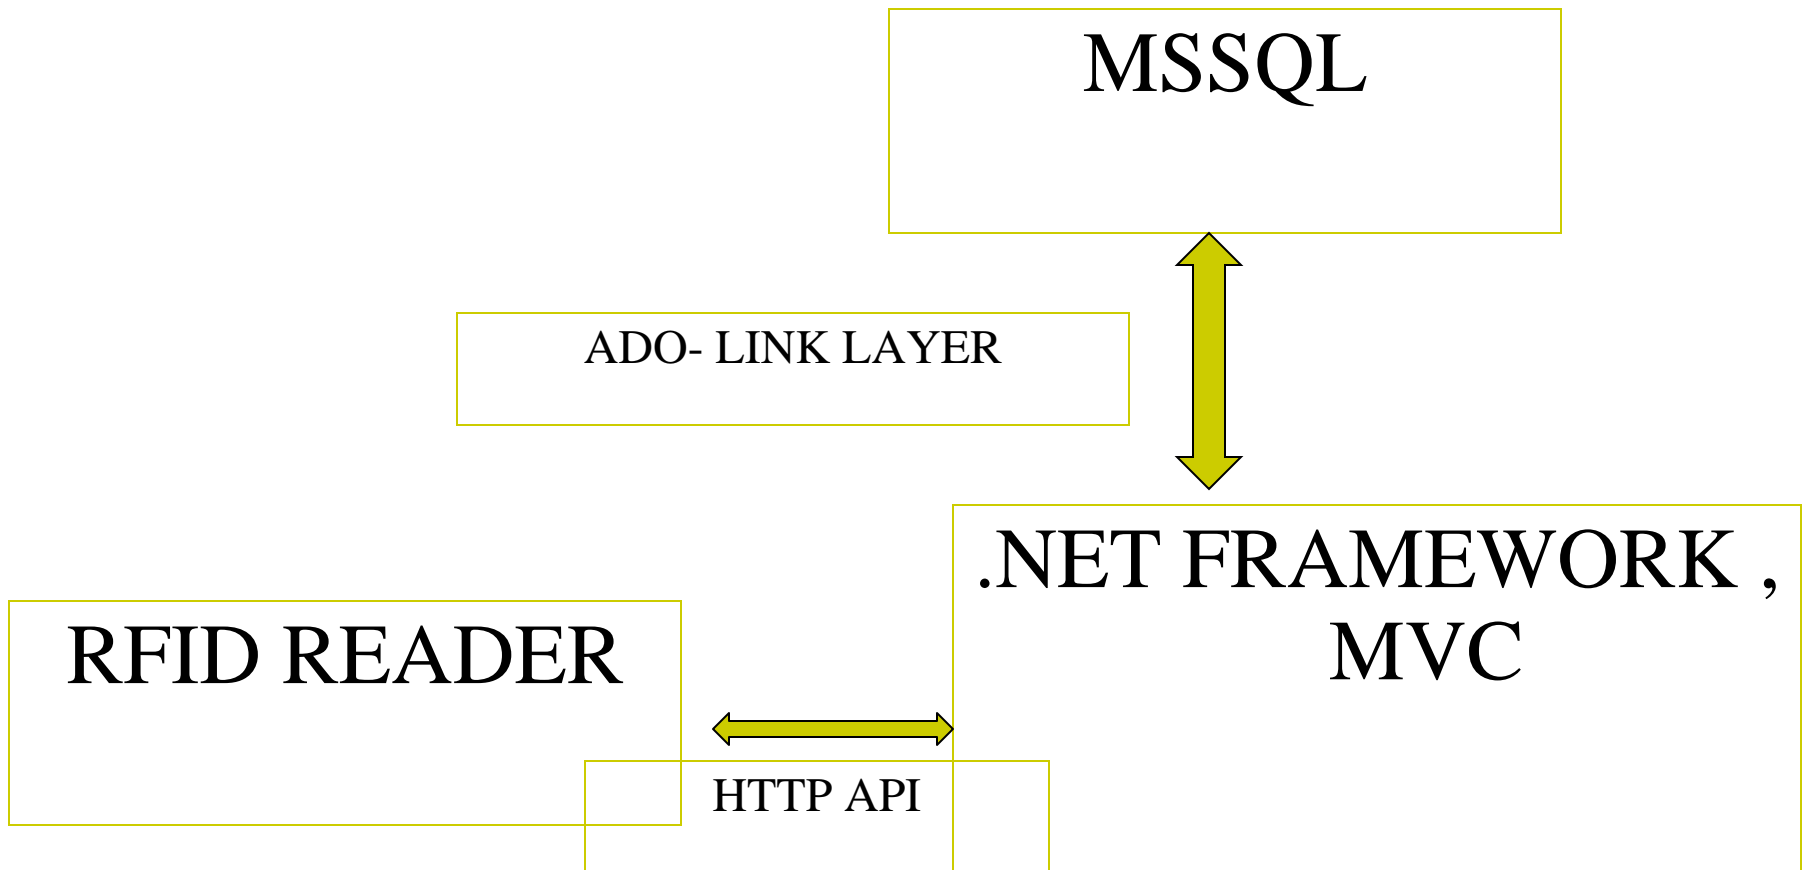 MSSQL
ADO- LINK LAYER
.NET FRAMEWORK ,
MVC
RFID READER
HTTP API